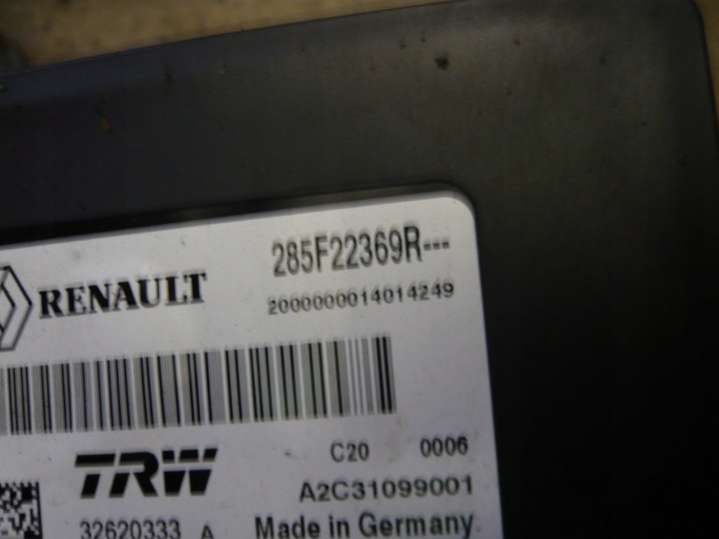 285F22369R---
RENAULT
2000000014014249
C20 0006
TRW
A2C31099001
32620333 A Made in Germany